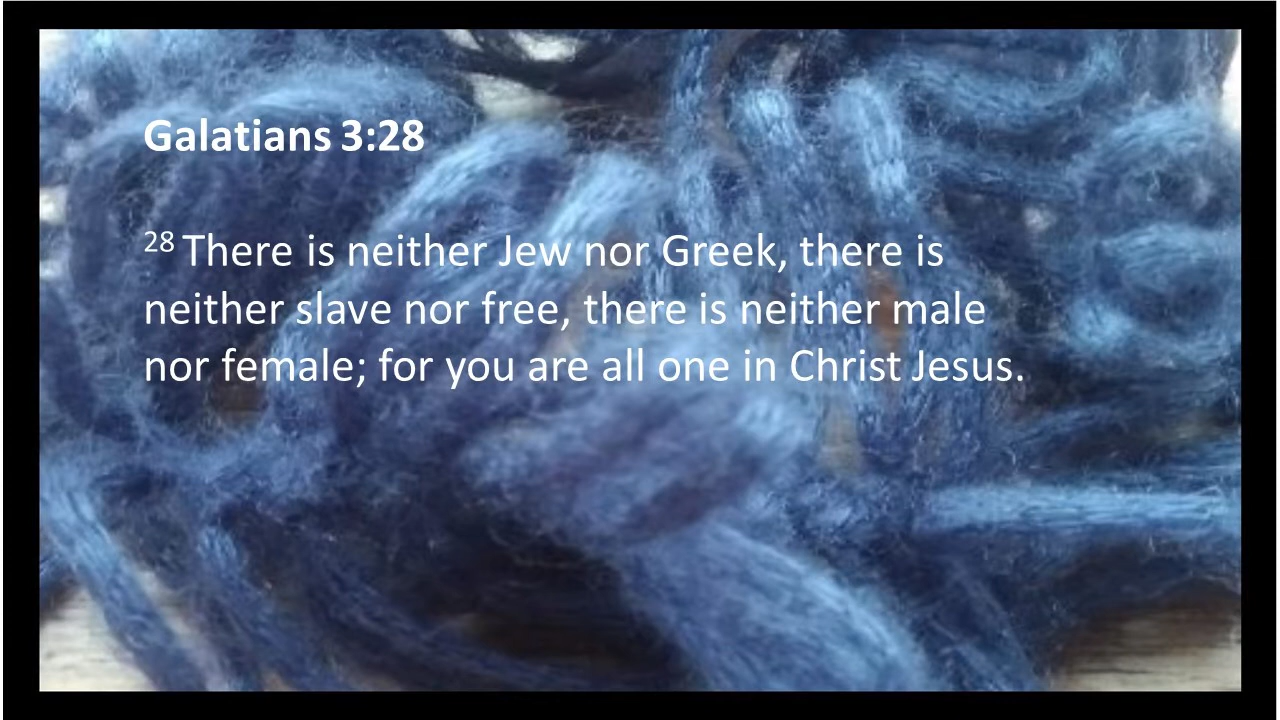 Galatians 3:28
28 There is neither Jew nor Greek, there is
neither slave nor free, there is neither male
nor female; for you are all one in Christ Jesus.